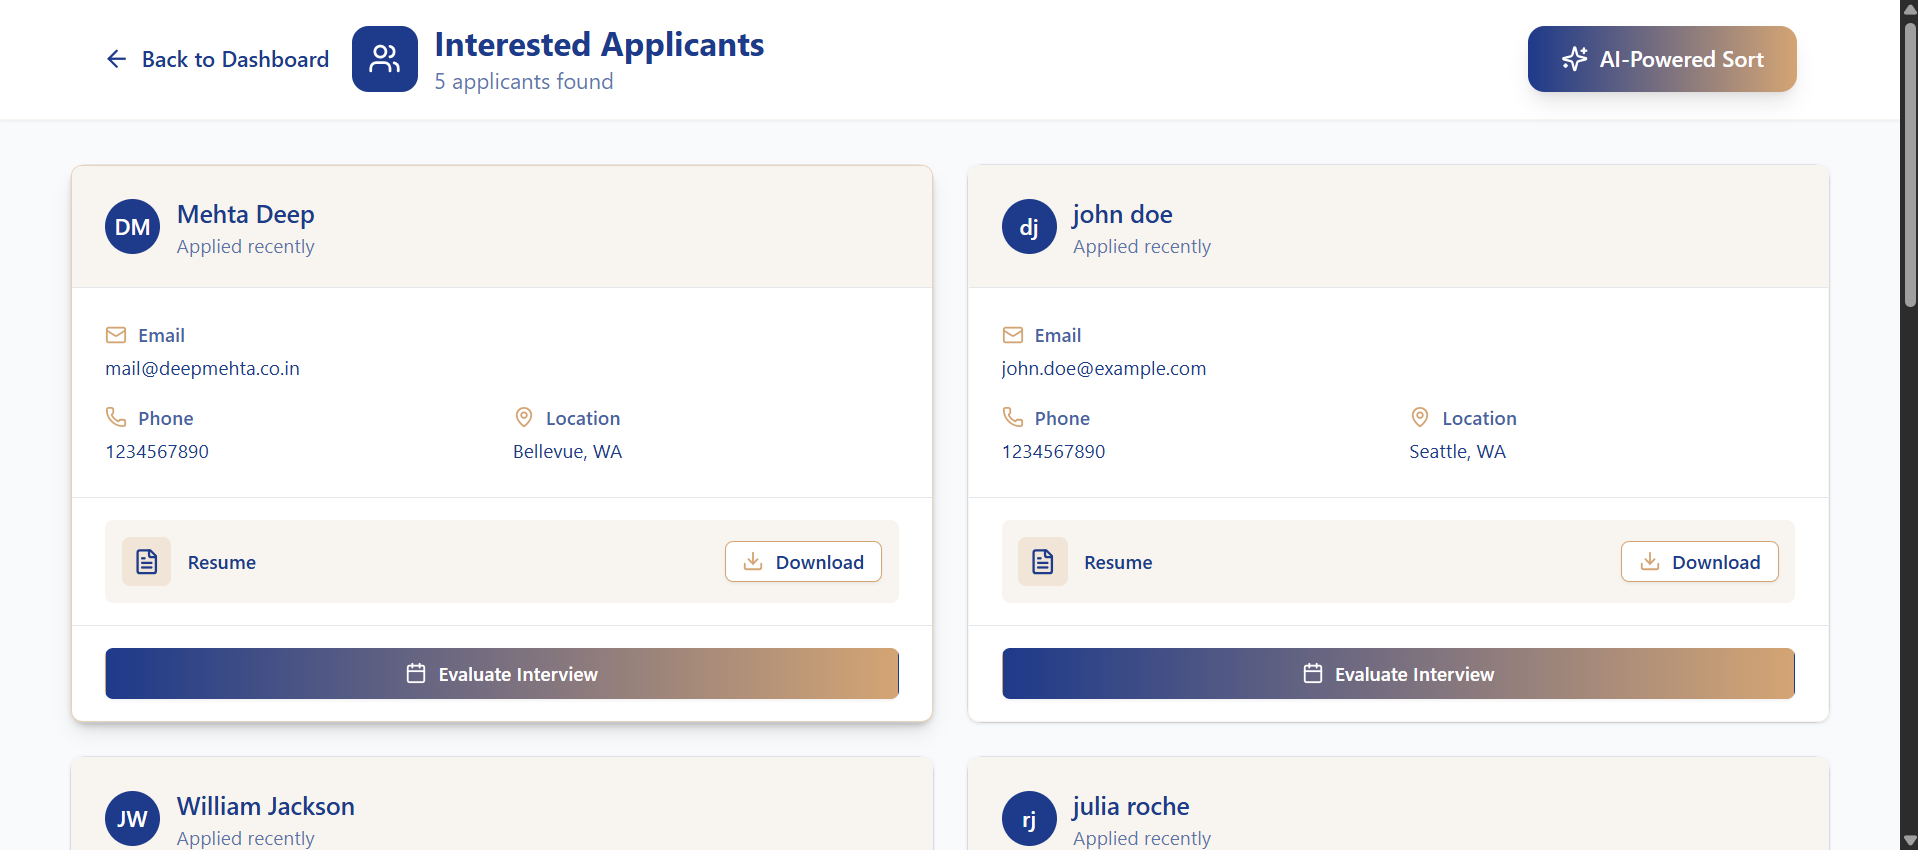 Back to Dashboard
Interested Applicants
5 applicants found
AI-Powered Sort
DM
Mehta Deep
Applied recently
Email
mail@deepmehta.co.in
Phone
1234567890
Location
Bellevue, WA
Resume
Download
Evaluate Interview
dj
john doe
Applied recently
Email
john.doe@example.com
Phone
1234567890
Location
Seattle, WA
Resume
Download
Evaluate Interview
JW
William Jackson
Applied recently
rj
julia roche
Applied recently